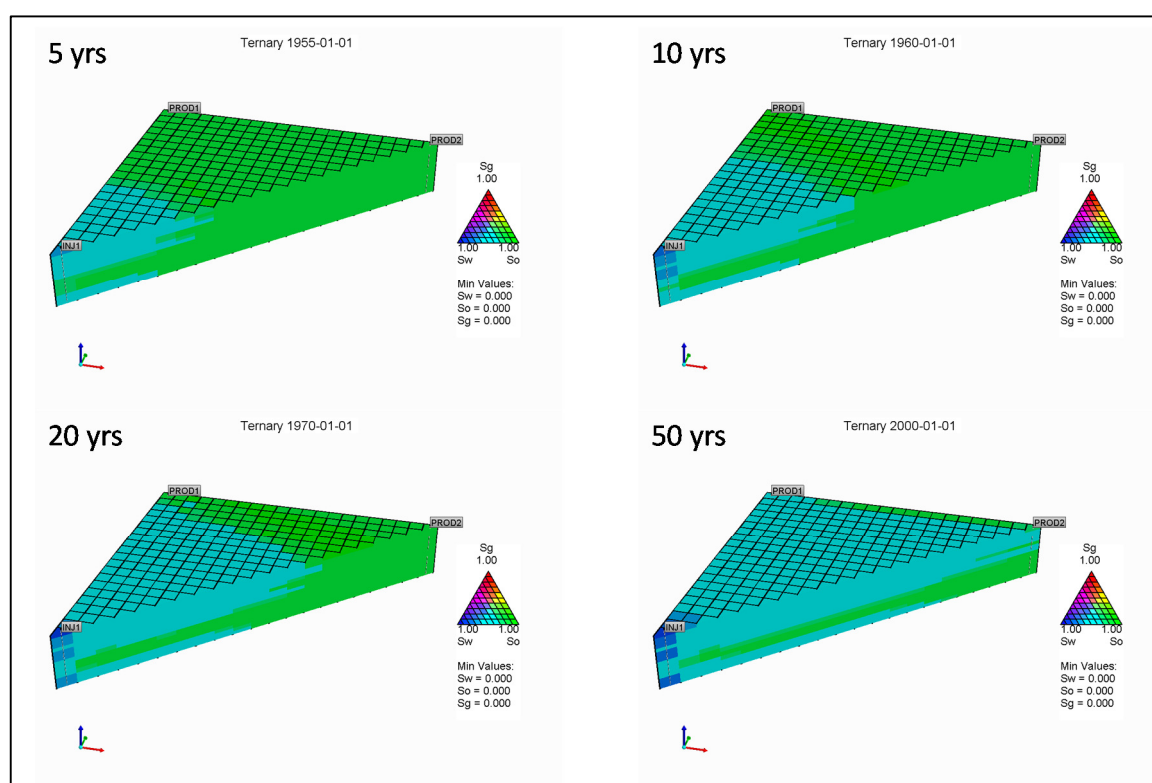 5 yrs
Ternary 1955-01-01
PROD1
PROD2
INJ1
Sg
1.00
1.00 1.00
Sw So
Min Values:
Sw = 0.000
So = 0.000
Sg = 0.000
10 yrs
Ternary 1960-01-01
PROD1
PROD2
INJ1
Sg
1.00
1.00 1.00
Sw So
Min Values:
Sw = 0.000
So = 0.000
Sg = 0.000
20 yrs
Ternary 1970-01-01
PROD1
PROD2
INJ1
Sg
1.00
1.00 1.00
Sw So
Min Values:
Sw = 0.000
So = 0.000
Sg = 0.000
50 yrs
Ternary 2000-01-01
PROD1
PROD2
INJ1
Sg
1.00
1.00 1.00
Sw So
Min Values:
Sw = 0.000
So = 0.000
Sg = 0.000